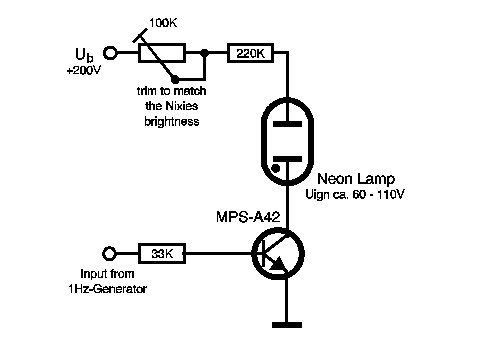 100K
Ub
+200V
220K
trim to match
the Nixies
brightness
Neon Lamp
Uign ca. 60 - 110V
MPS-A42
33K
Input from
1Hz-Generator